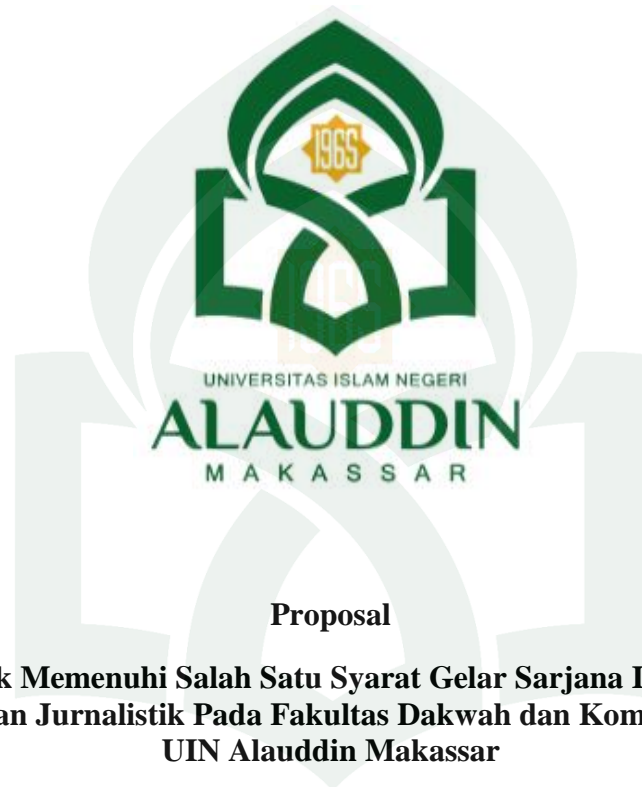 1965
UNIVERSITAS ISLAM NEGERI
ALAUDDIN
MAKASSAR
Proposal
Memenuhi Salah Satu Syarat Gelar Sarjana
Jurnalistik Pada Fakultas Dakwah dan
UIN Alauddin Makassar